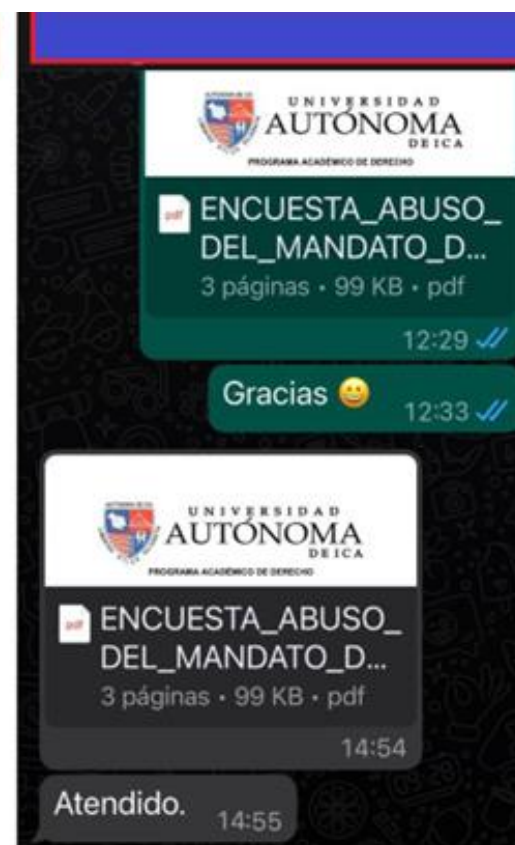 UNIVERSIDAD
AUTÓNOMA
DE ICA
PROGRAMA ACADÉMICO DE DERECHO
pdf
ENCUESTA_ABUSO_
DEL_MANDATO_D...
3 páginas • 99 KB • pdf
12:29
Gracias 😀
12:33
UNIVERSIDAD
AUTÓNOMA
DE ICA
PROGRAMA ACADÉMICO DE DERECHO
pdf
ENCUESTA_ABUSO_
DEL_MANDATO_D...
3 páginas • 99 KB • pdf
14:54
Atendido.
14:55